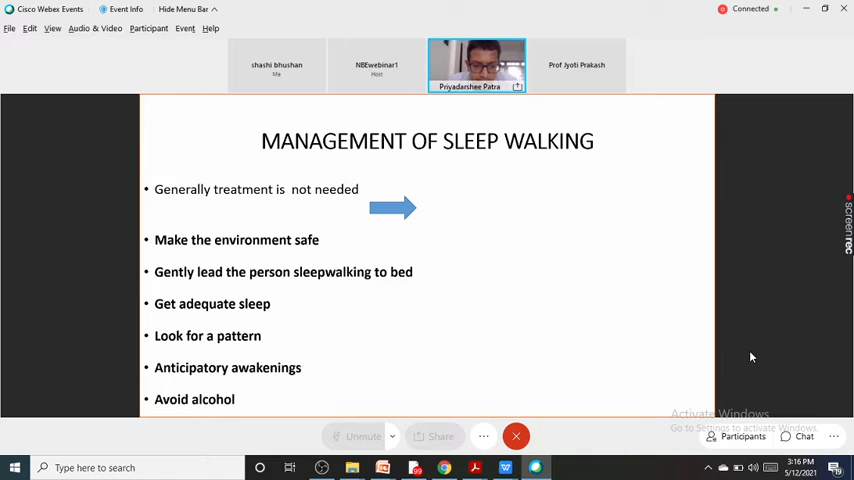 Cisco Webex Events
Event Info
Hide Menu Bar
Connected
File Edit View Audio & Video Participant Event Help
shashi bhushan
Me
NBEwebinar1
Host
Priyadarshee Patra
Prof Jyoti Prakash
MANAGEMENT OF SLEEP WALKING
• Generally treatment is not needed
• Make the environment safe
• Gently lead the person sleepwalking to bed
• Get adequate sleep
• Look for a pattern
• Anticipatory awakenings
• Avoid alcohol
screenrec
Activate Windows
Go to Settings to activate Windows.
Unmute
Share
Participants
Chat
Type here to search
99
3:16 PM
5/12/2021
19